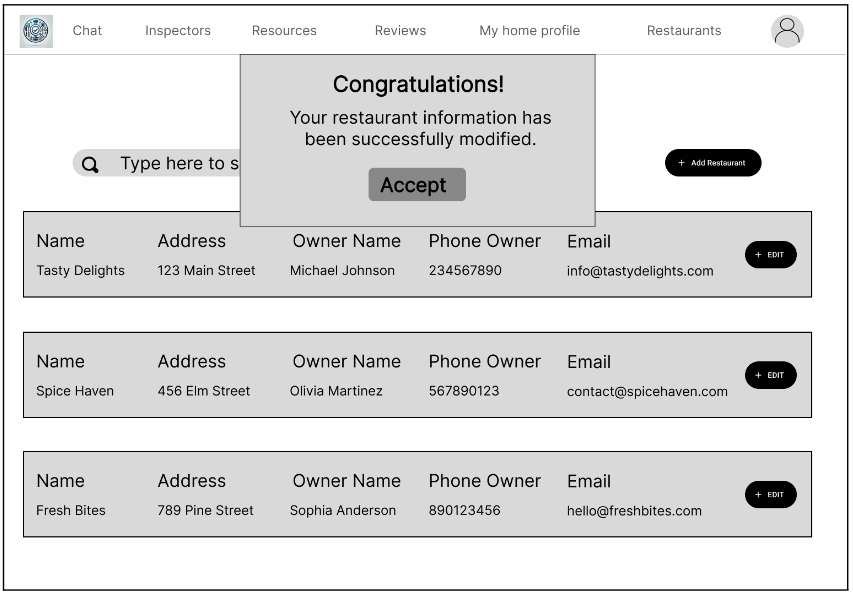 Chat Inspectors Resources Reviews My home profile Restaurants
Congratulations!
Your restaurant information has
been successfully modified.
Accept
Type here to s
+ Add Restaurant
Name Address Owner Name Phone Owner Email
Tasty Delights 123 Main Street Michael Johnson 234567890 info@tastydelights.com
+ EDIT
Name Address Owner Name Phone Owner Email
Spice Haven 456 Elm Street Olivia Martinez 567890123 contact@spicehaven.com
+ EDIT
Name Address Owner Name Phone Owner Email
Fresh Bites 789 Pine Street Sophia Anderson 890123456 hello@freshbites.com
+ EDIT